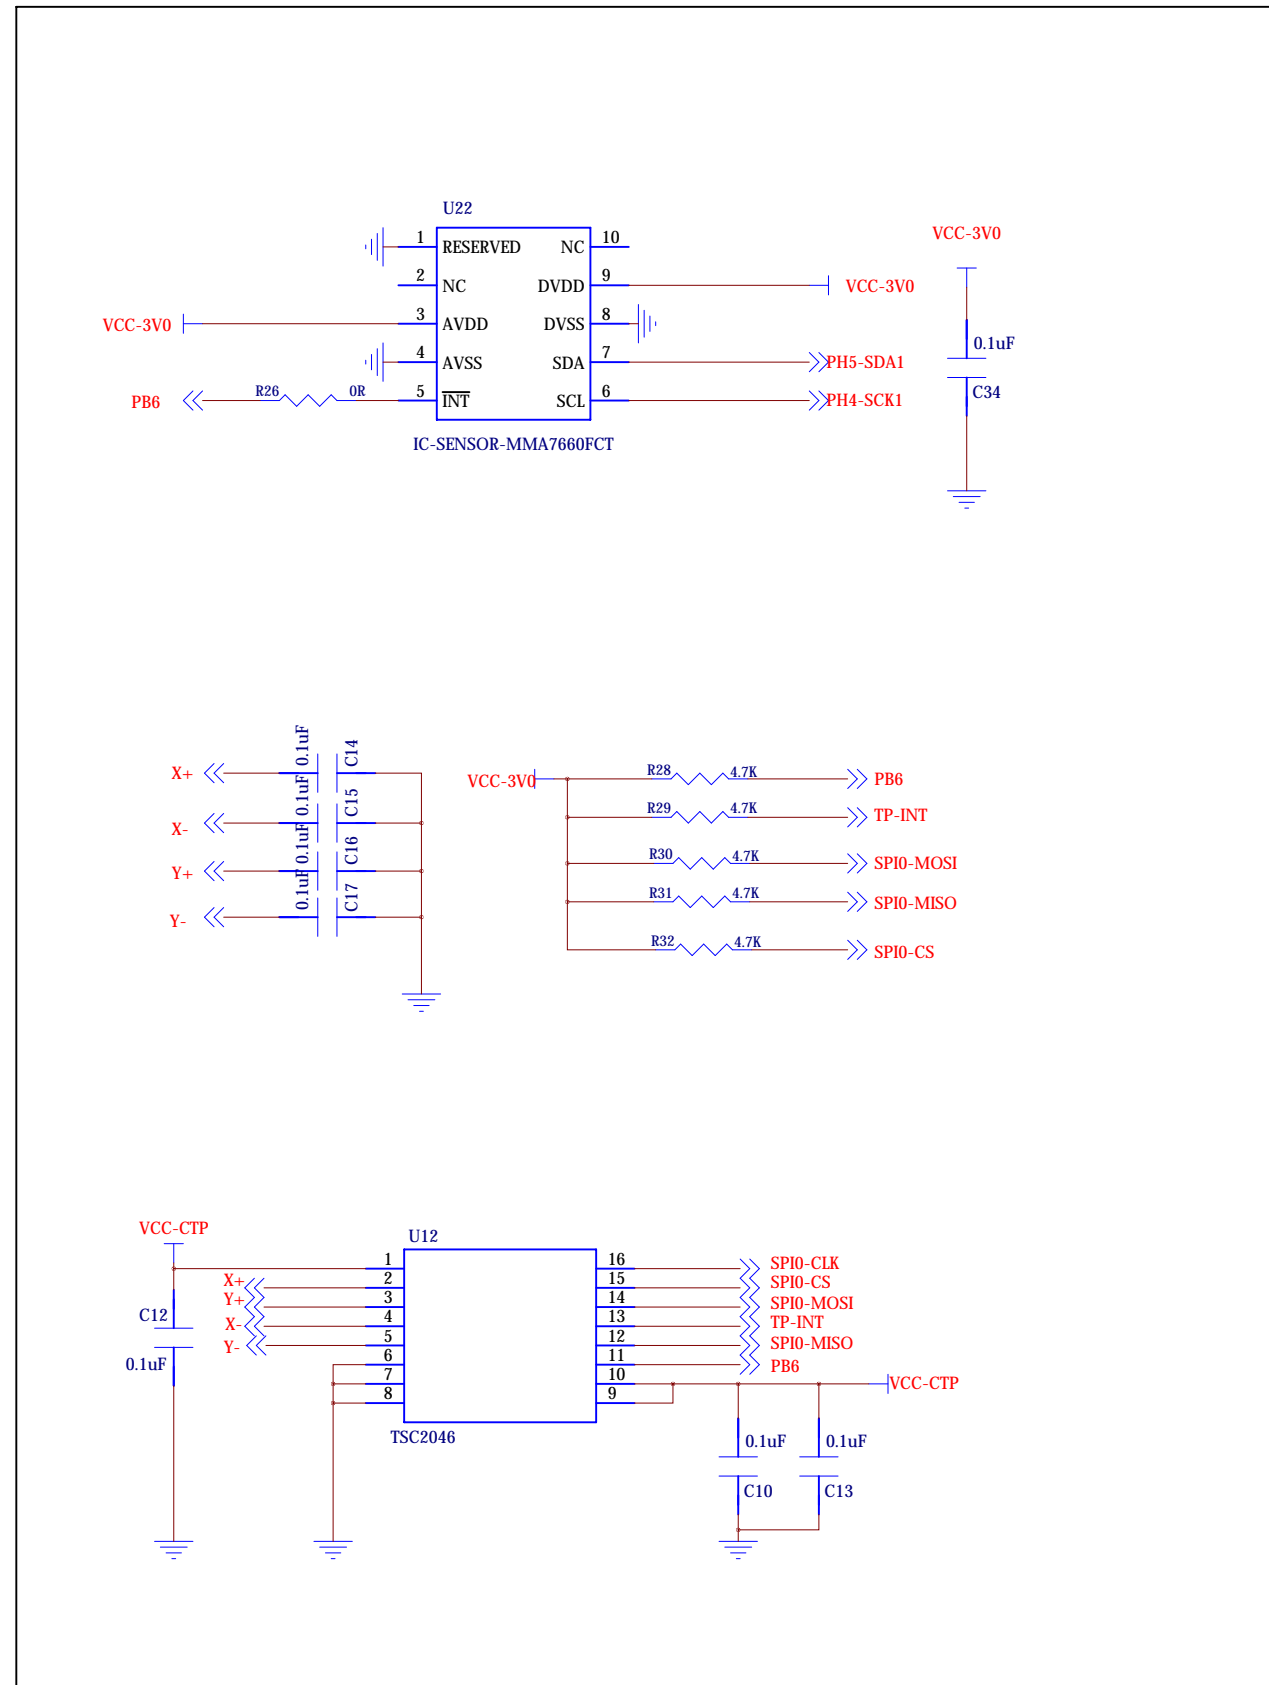 U22
1 RESERVED NC 10
2 NC DVDD 9 VCC-3V0
VCC-3V0 3 AVDD DVSS 8
4 AVSS SDA 7 PH5-SDA1
PB6 R26 0R 5 INT SCL 6 PH4-SCK1
IC-SENSOR-MMA7660FCT
VCC-3V0
0.1uF
C34
X+ 0.1uF C14
X- 0.1uF C15
Y+ 0.1uF C16
Y- 0.1uF C17
VCC-3V0
R28 4.7K PB6
R29 4.7K TP-INT
R30 4.7K SPI0-MOSI
R31 4.7K SPI0-MISO
R32 4.7K SPI0-CS
VCC-CTP
C12
0.1uF
U12
1 16 SPI0-CLK
X+ 2 15 SPI0-CS
Y+ 3 14 SPI0-MOSI
X- 4 13 TP-INT
Y- 5 12 SPI0-MISO
6 11 PB6
7 10 VCC-CTP
8 9
TSC2046
0.1uF 0.1uF
C10 C13